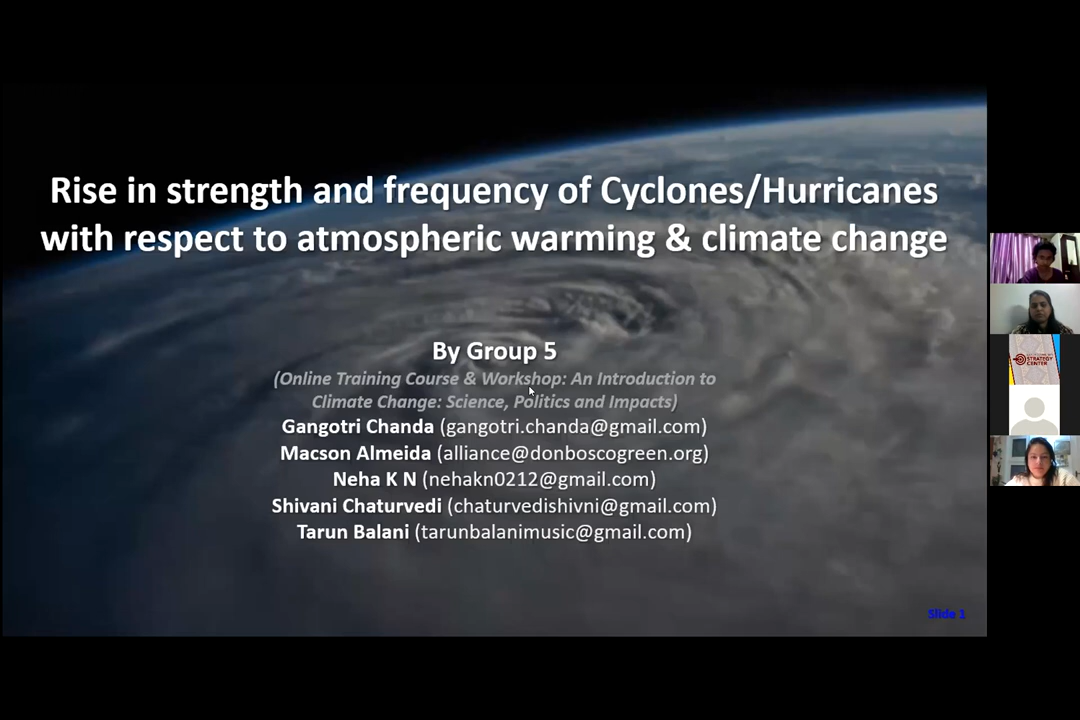 Rise in strength and frequency of Cyclones/Hurricanes
with respect to atmospheric warming & climate change
By Group 5
(Online Training Course & Workshop: An Introduction to
Climate Change: Science, Politics and Impacts)
Gangotri Chanda (gangotri.chanda@gmail.com)
Macson Almeida (alliance@donboscogreen.org)
Neha K N (nehakn0212@gmail.com)
Shivani Chaturvedi (chaturvedishivni@gmail.com)
Tarun Balani (tarunbalanimusic@gmail.com)
Slide 1
STRATEGY
CENTER